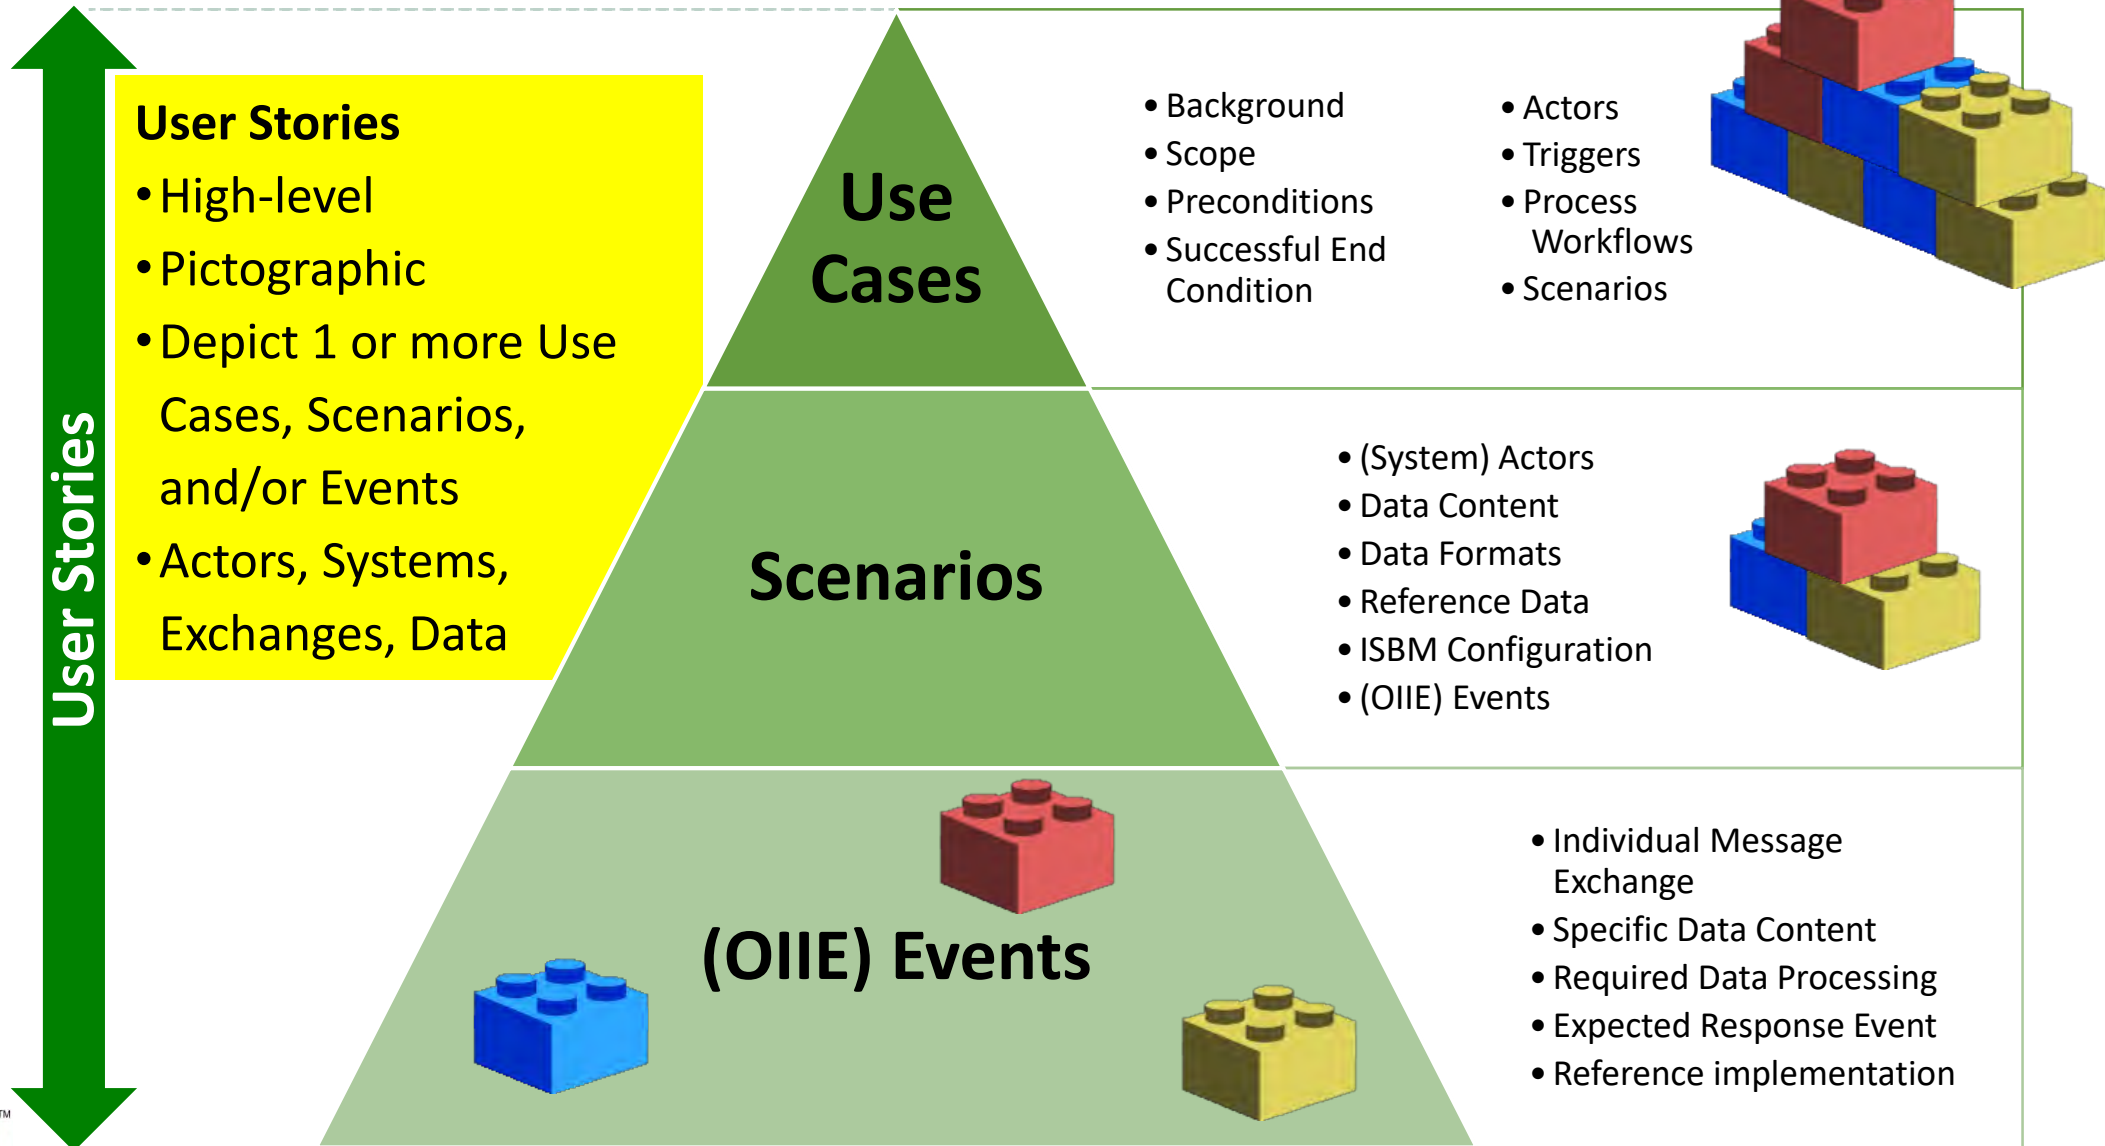 User Stories
User Stories
• High-level
• Pictographic
• Depict 1 or more Use
Cases, Scenarios,
and/or Events
• Actors, Systems,
Exchanges, Data
Use
Cases
• Background
• Scope
• Preconditions
• Successful End
Condition
• Actors
• Triggers
• Process
Workflows
• Scenarios
Scenarios
• (System) Actors
• Data Content
• Data Formats
• Reference Data
• ISBM Configuration
• (OIIE) Events
(OIIE) Events
• Individual Message
Exchange
• Specific Data Content
• Required Data Processing
• Expected Response Event
• Reference implementation
TM